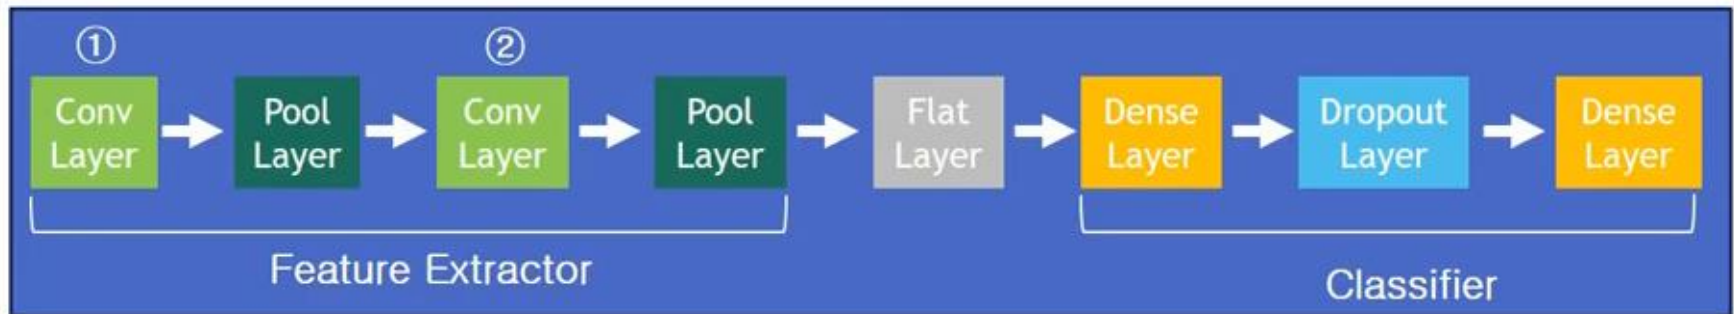 ① ②
Conv Layer
Pool Layer
Conv Layer
Pool Layer
Flat Layer
Dense Layer
Dropout Layer
Dense Layer
Feature Extractor
Classifier